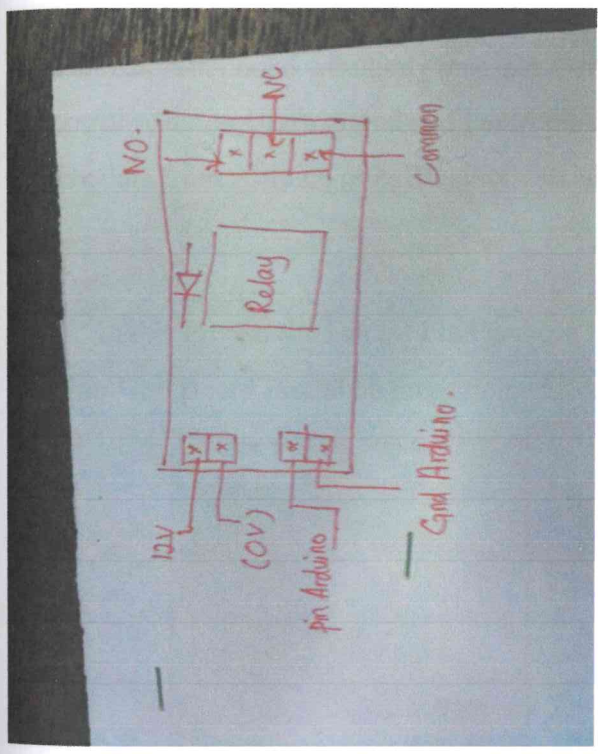 NO.
NC
Common
Relay
12V
(0V)
pin Arduino
Gnd Arduino.
x x x
x x
x x